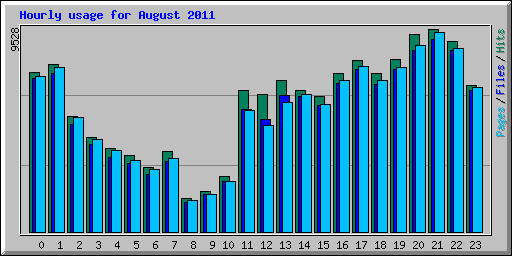 Hourly usage for August 2011
9528
Pages/Files/Hits
0 1 2 3 4 5 6 7 8 9 10 11 12 13 14 15 16 17 18 19 20 21 22 23